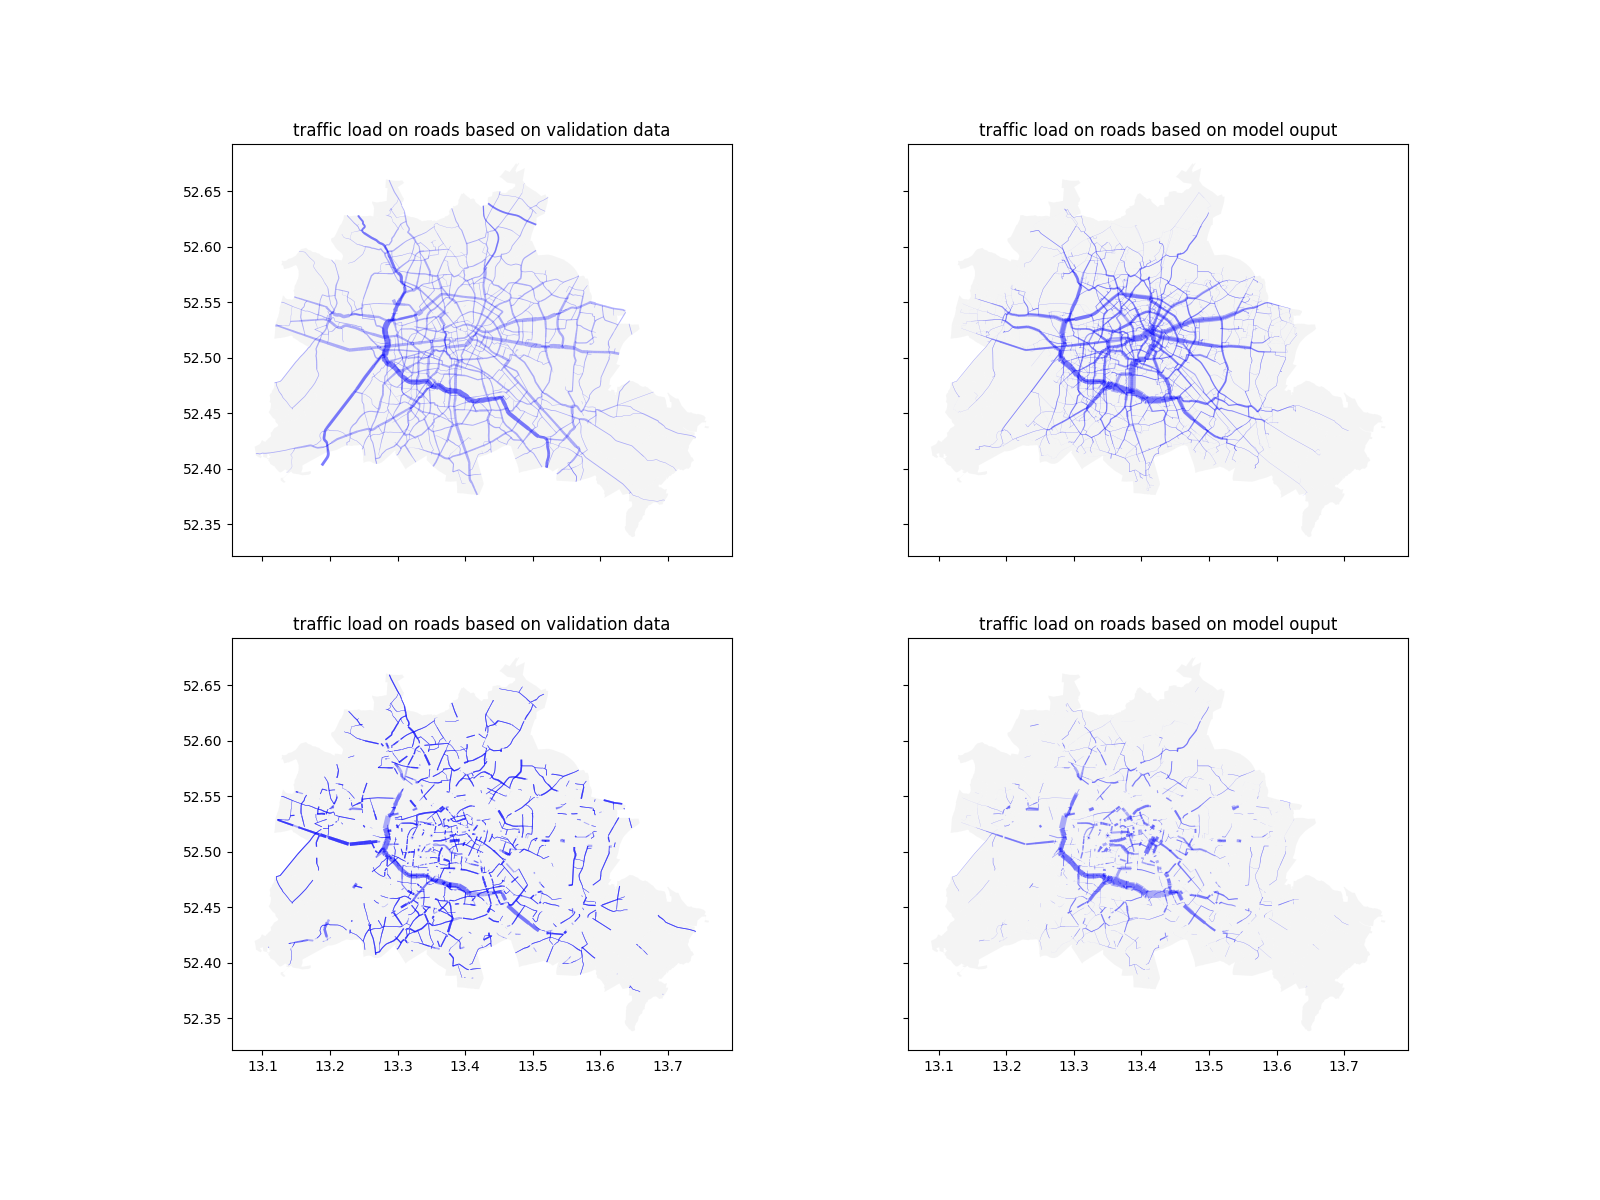 traffic load on roads based on validation data
traffic load on roads based on model ouput
52.65
52.60
52.55
52.50
52.45
52.40
52.35
traffic load on roads based on validation data
traffic load on roads based on model ouput
52.65
52.60
52.55
52.50
52.45
52.40
52.35
13.1 13.2 13.3 13.4 13.5 13.6 13.7
13.1 13.2 13.3 13.4 13.5 13.6 13.7